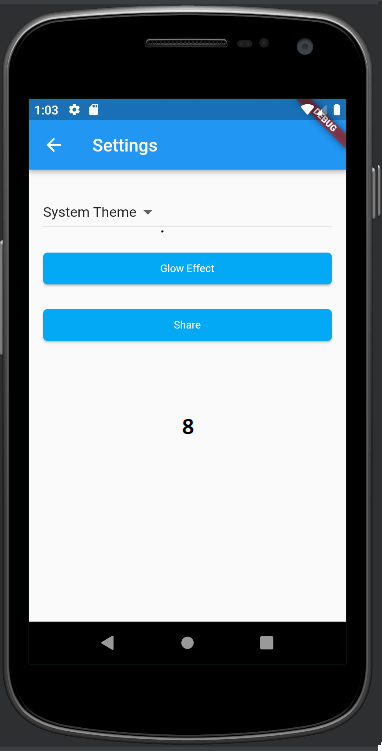 1:03
DEBUG
Settings
System Theme
Glow Effect
Share
8